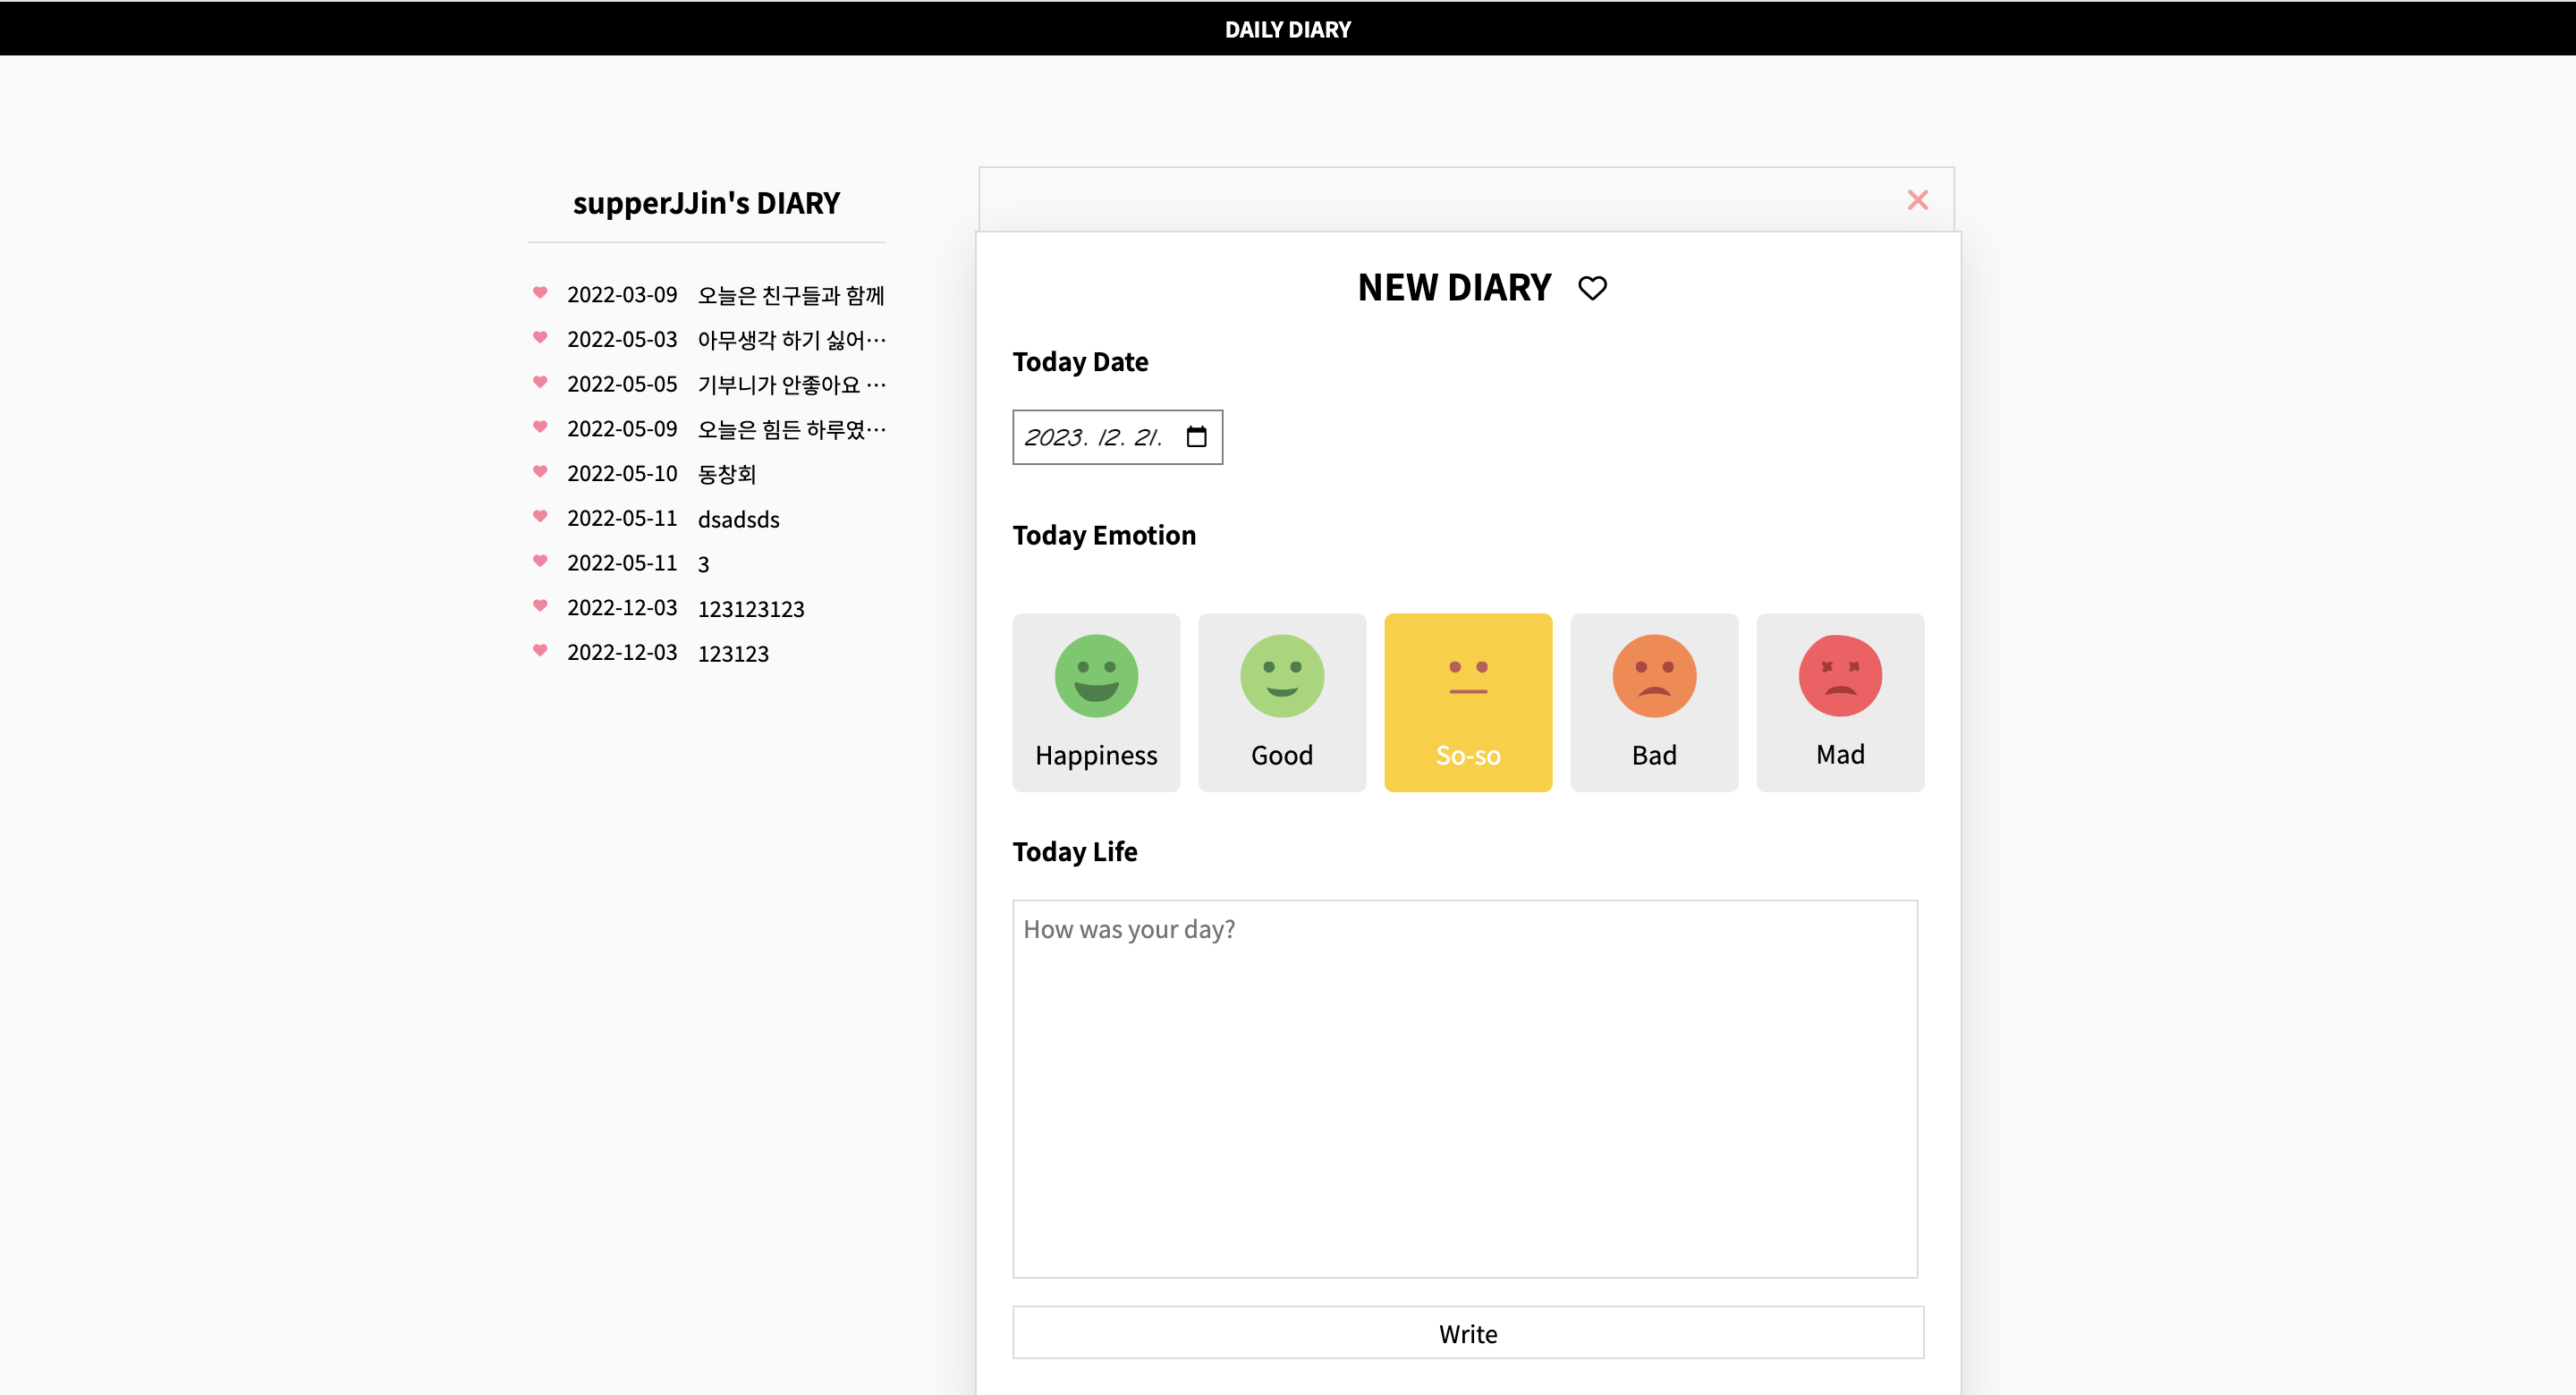 DAILY DIARY
supperJJin's DIARY
2022-03-09 오늘은 친구들과 함께
2022-05-03 아무생각 하기 싫어…
2022-05-05 기부니가 안좋아요 …
2022-05-09 오늘은 힘든 하루였…
2022-05-10 동창회
2022-05-11 dsadsds
2022-05-11 3
2022-12-03 123123123
2022-12-03 123123
NEW DIARY
Today Date
2023. 12. 21.
Today Emotion
Happiness Good So-so Bad Mad
Today Life
How was your day?
Write